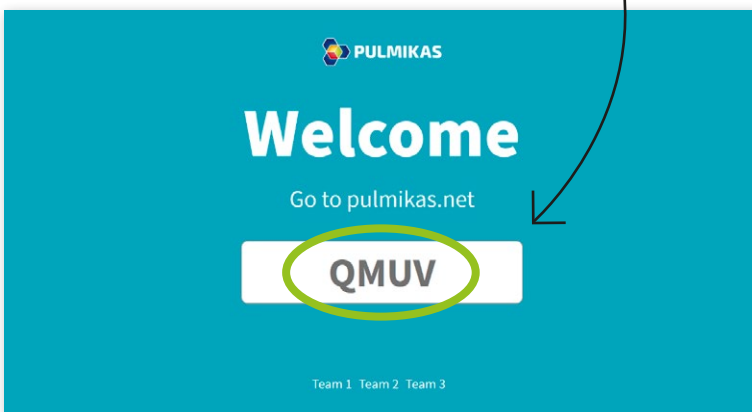 PULMIKAS
Welcome
Go to pulmikas.net
QMUV
Team 1 Team 2 Team 3